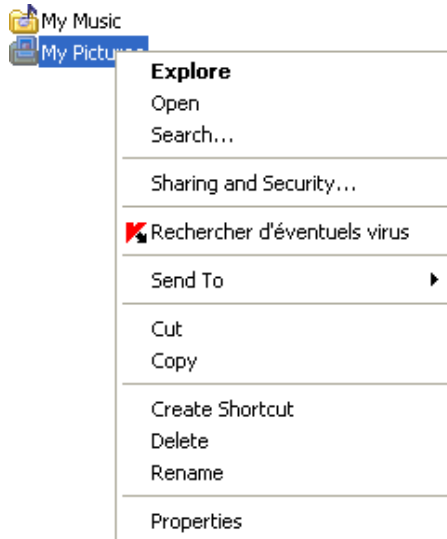 My Music
My Pictures
Explore
Open
Search...
Sharing and Security...
Rechercher d'éventuels virus
Send To
Cut
Copy
Create Shortcut
Delete
Rename
Properties